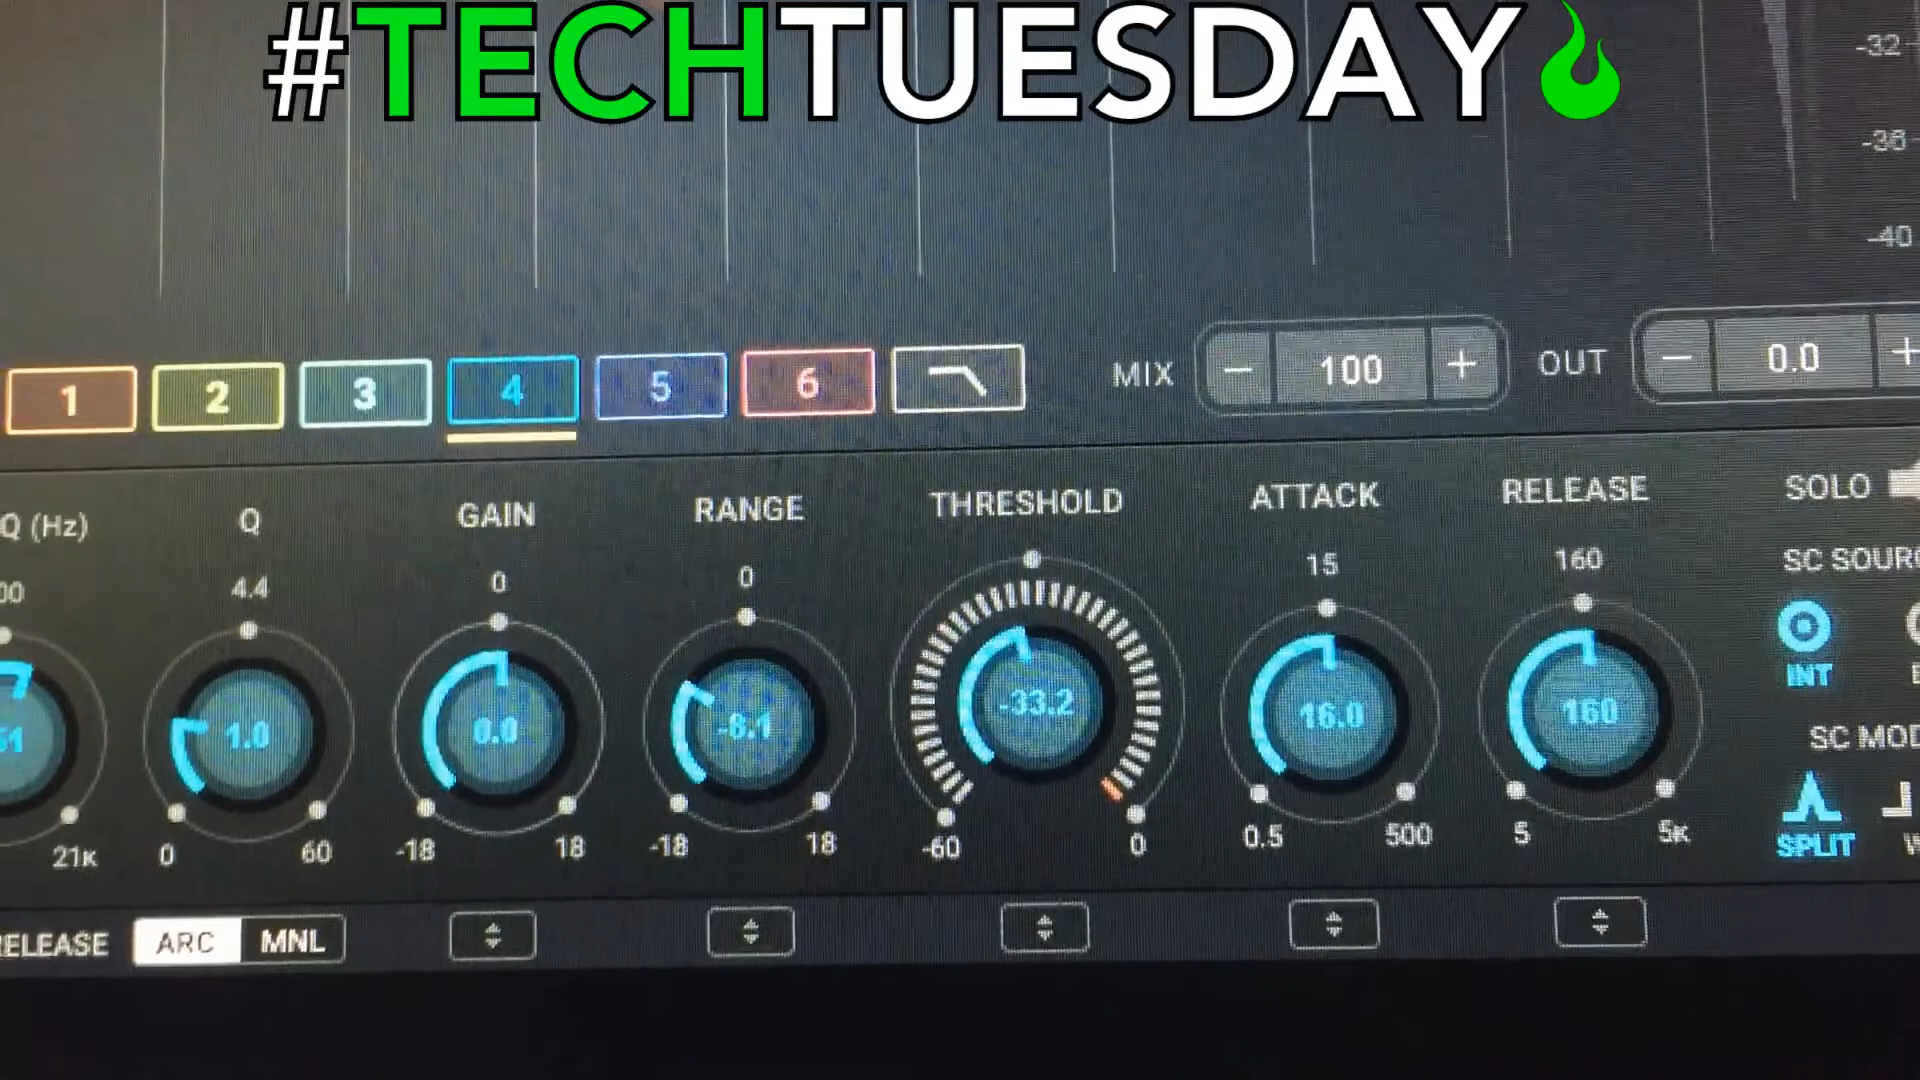 #TECHTUESDAY
-32
-36
-40
1 2 3 4 5 6 MIX − 100 + OUT − 0.0 +
Q (Hz) Q GAIN RANGE THRESHOLD ATTACK RELEASE SOLO
4.4 0 0 15 160
INT
1.0 0.0 -8.1 -33.2 16.0 160
SPLIT
21K 0 60 -18 18 -18 18 -60 0 0.5 500 5 5K
ARC MNL